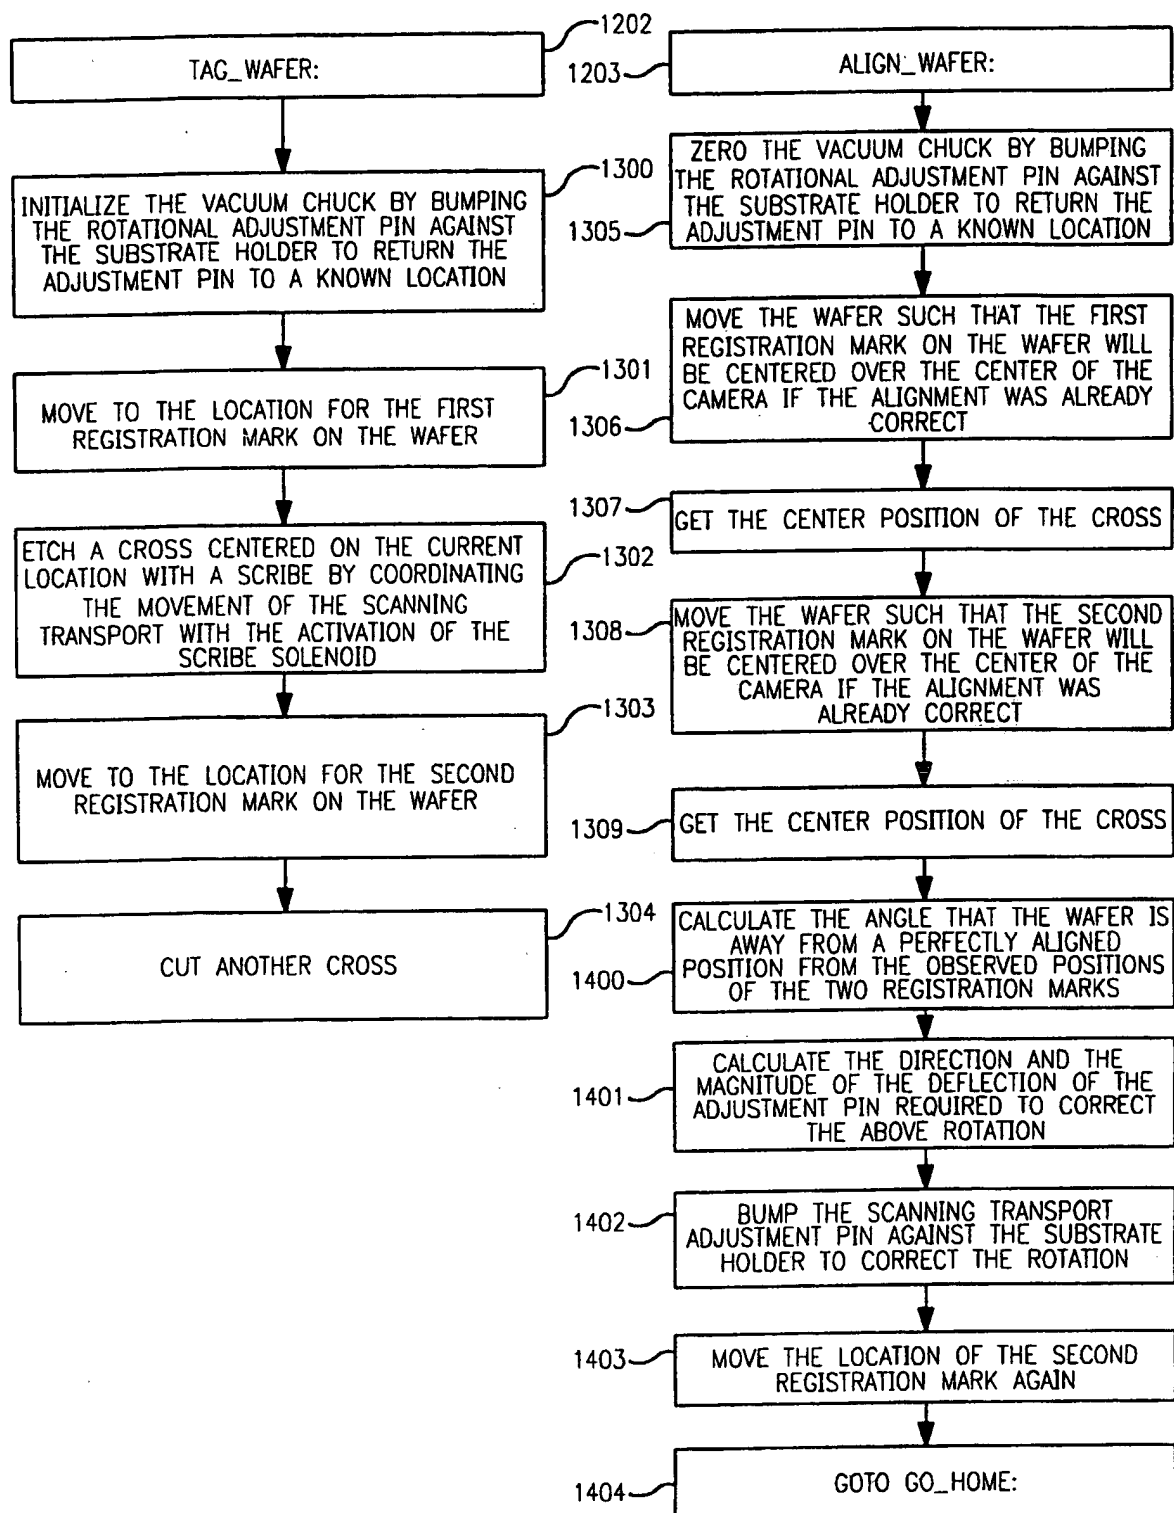 1202
TAG_WAFER:
1300
INITIALIZE THE VACUUM CHUCK BY BUMPING
THE ROTATIONAL ADJUSTMENT PIN AGAINST
THE SUBSTRATE HOLDER TO RETURN THE
ADJUSTMENT PIN TO A KNOWN LOCATION
1301
MOVE TO THE LOCATION FOR THE FIRST
REGISTRATION MARK ON THE WAFER
1302
ETCH A CROSS CENTERED ON THE CURRENT
LOCATION WITH A SCRIBE BY COORDINATING
THE MOVEMENT OF THE SCANNING
TRANSPORT WITH THE ACTIVATION OF THE
SCRIBE SOLENOID
1303
MOVE TO THE LOCATION FOR THE SECOND
REGISTRATION MARK ON THE WAFER
1304
CUT ANOTHER CROSS
1203
ALIGN_WAFER:
ZERO THE VACUUM CHUCK BY BUMPING
THE ROTATIONAL ADJUSTMENT PIN AGAINST
THE SUBSTRATE HOLDER TO RETURN THE
ADJUSTMENT PIN TO A KNOWN LOCATION
1305
MOVE THE WAFER SUCH THAT THE FIRST
REGISTRATION MARK ON THE WAFER WILL
BE CENTERED OVER THE CENTER OF THE
CAMERA IF THE ALIGNMENT WAS ALREADY
CORRECT
1306
1307
GET THE CENTER POSITION OF THE CROSS
1308
MOVE THE WAFER SUCH THAT THE SECOND
REGISTRATION MARK ON THE WAFER WILL
BE CENTERED OVER THE CENTER OF THE
CAMERA IF THE ALIGNMENT WAS
ALREADY CORRECT
1309
GET THE CENTER POSITION OF THE CROSS
CALCULATE THE ANGLE THAT THE WAFER IS
AWAY FROM A PERFECTLY ALIGNED
POSITION FROM THE OBSERVED POSITIONS
OF THE TWO REGISTRATION MARKS
1400
CALCULATE THE DIRECTION AND THE
MAGNITUDE OF THE DEFLECTION OF THE
ADJUSTMENT PIN REQUIRED TO CORRECT
THE ABOVE ROTATION
1401
1402
BUMP THE SCANNING TRANSPORT
ADJUSTMENT PIN AGAINST THE SUBSTRATE
HOLDER TO CORRECT THE ROTATION
1403
MOVE THE LOCATION OF THE SECOND
REGISTRATION MARK AGAIN
1404
GOTO GO_HOME: